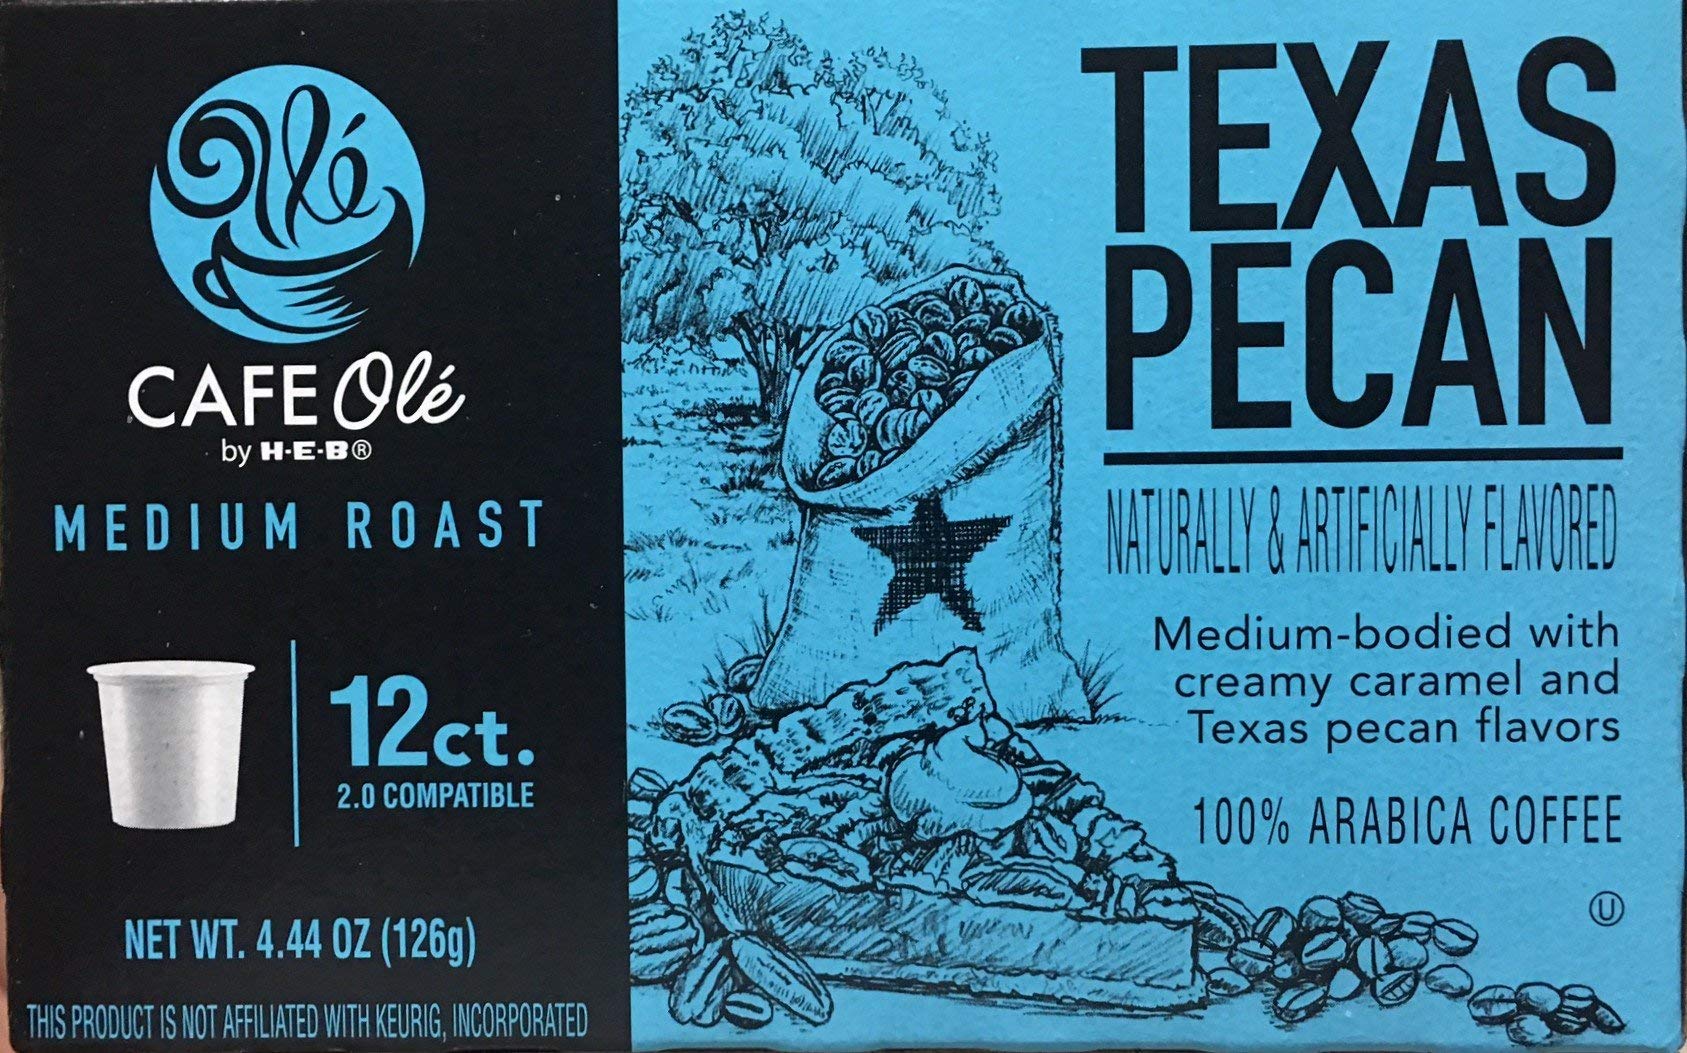 Olé
CAFE Olé
by H-E-B®
MEDIUM ROAST
12ct.
2.0 COMPATIBLE
NET WT. 4.44 OZ (126g)
THIS PRODUCT IS NOT AFFILIATED WITH KEURIG, INCORPORATED
TEXAS
PECAN
NATURALLY & ARTIFICIALLY FLAVORED
Medium-bodied with
creamy caramel and
Texas pecan flavors
100% ARABICA COFFEE
U